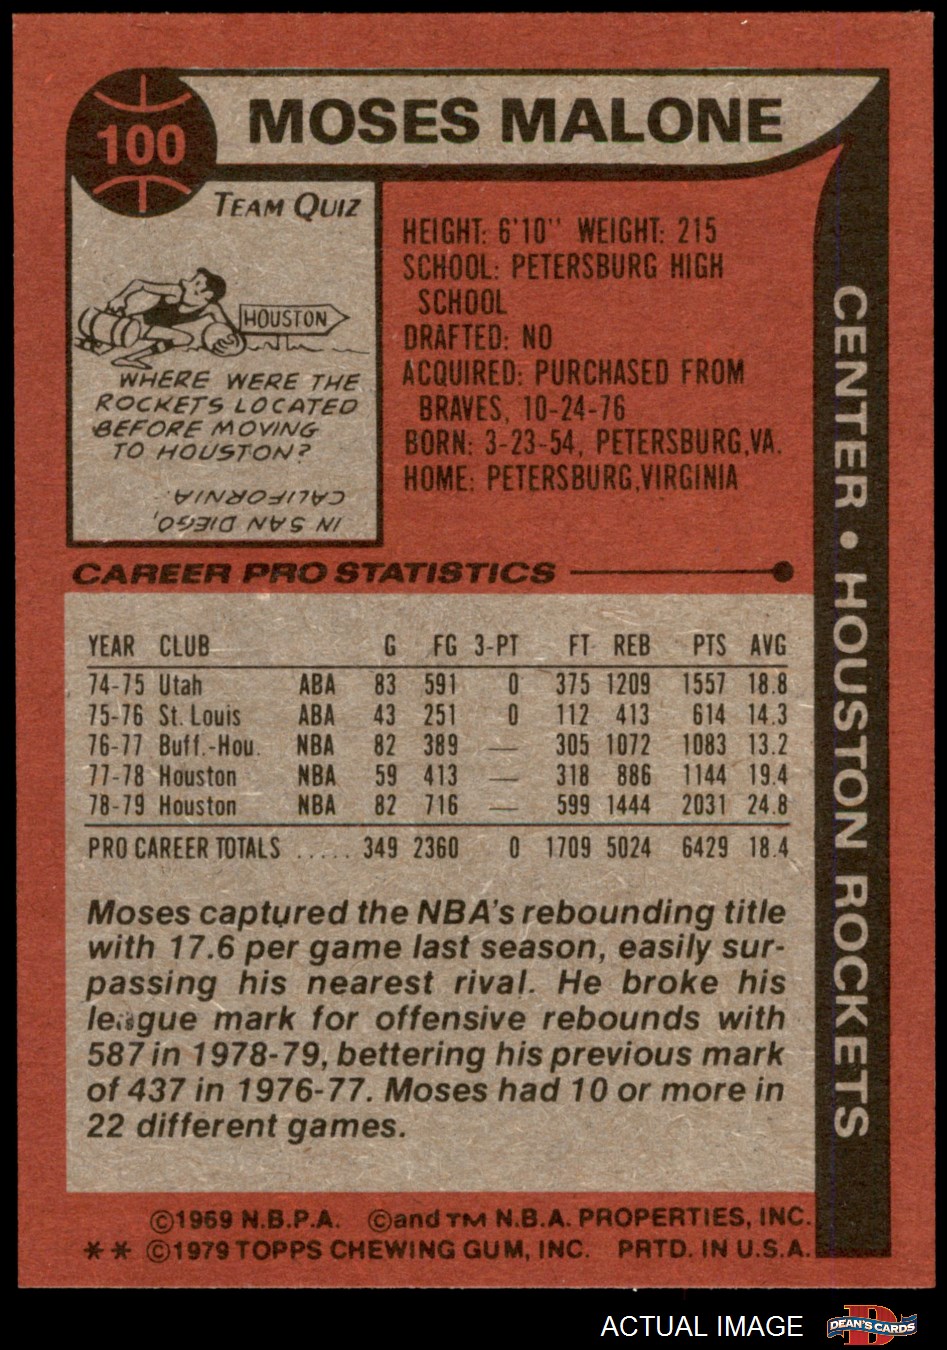 100
MOSES MALONE
TEAM QUIZ
HOUSTON
WHERE WERE THE
ROCKETS LOCATED
BEFORE MOVING
TO HOUSTON?
IN SAN DIEGO,
CALIFORNIA.
HEIGHT: 6'10" WEIGHT: 215
SCHOOL: PETERSBURG HIGH
SCHOOL
DRAFTED: NO
ACQUIRED: PURCHASED FROM
BRAVES, 10-24-76
BORN: 3-23-54, PETERSBURG,VA.
HOME: PETERSBURG,VIRGINIA
CENTER • HOUSTON ROCKETS
CAREER PRO STATISTICS
YEAR CLUB G FG 3-PT FT REB PTS AVG
74-75 Utah ABA 83 591 0 375 1209 1557 18.8
75-76 St. Louis ABA 43 251 0 112 413 614 14.3
76-77 Buff.-Hou. NBA 82 389 — 305 1072 1083 13.2
77-78 Houston NBA 59 413 — 318 886 1144 19.4
78-79 Houston NBA 82 716 — 599 1444 2031 24.8
PRO CAREER TOTALS ..... 349 2360 0 1709 5024 6429 18.4
Moses captured the NBA's rebounding title
with 17.6 per game last season, easily sur-
passing his nearest rival. He broke his
league mark for offensive rebounds with
587 in 1978-79, bettering his previous mark
of 437 in 1976-77. Moses had 10 or more in
22 different games.
©1969 N.B.P.A. ©and TM N.B.A. PROPERTIES, INC.
** ©1979 TOPPS CHEWING GUM, INC. PRTD. IN U.S.A.
ACTUAL IMAGE
D
DEAN'S CARDS